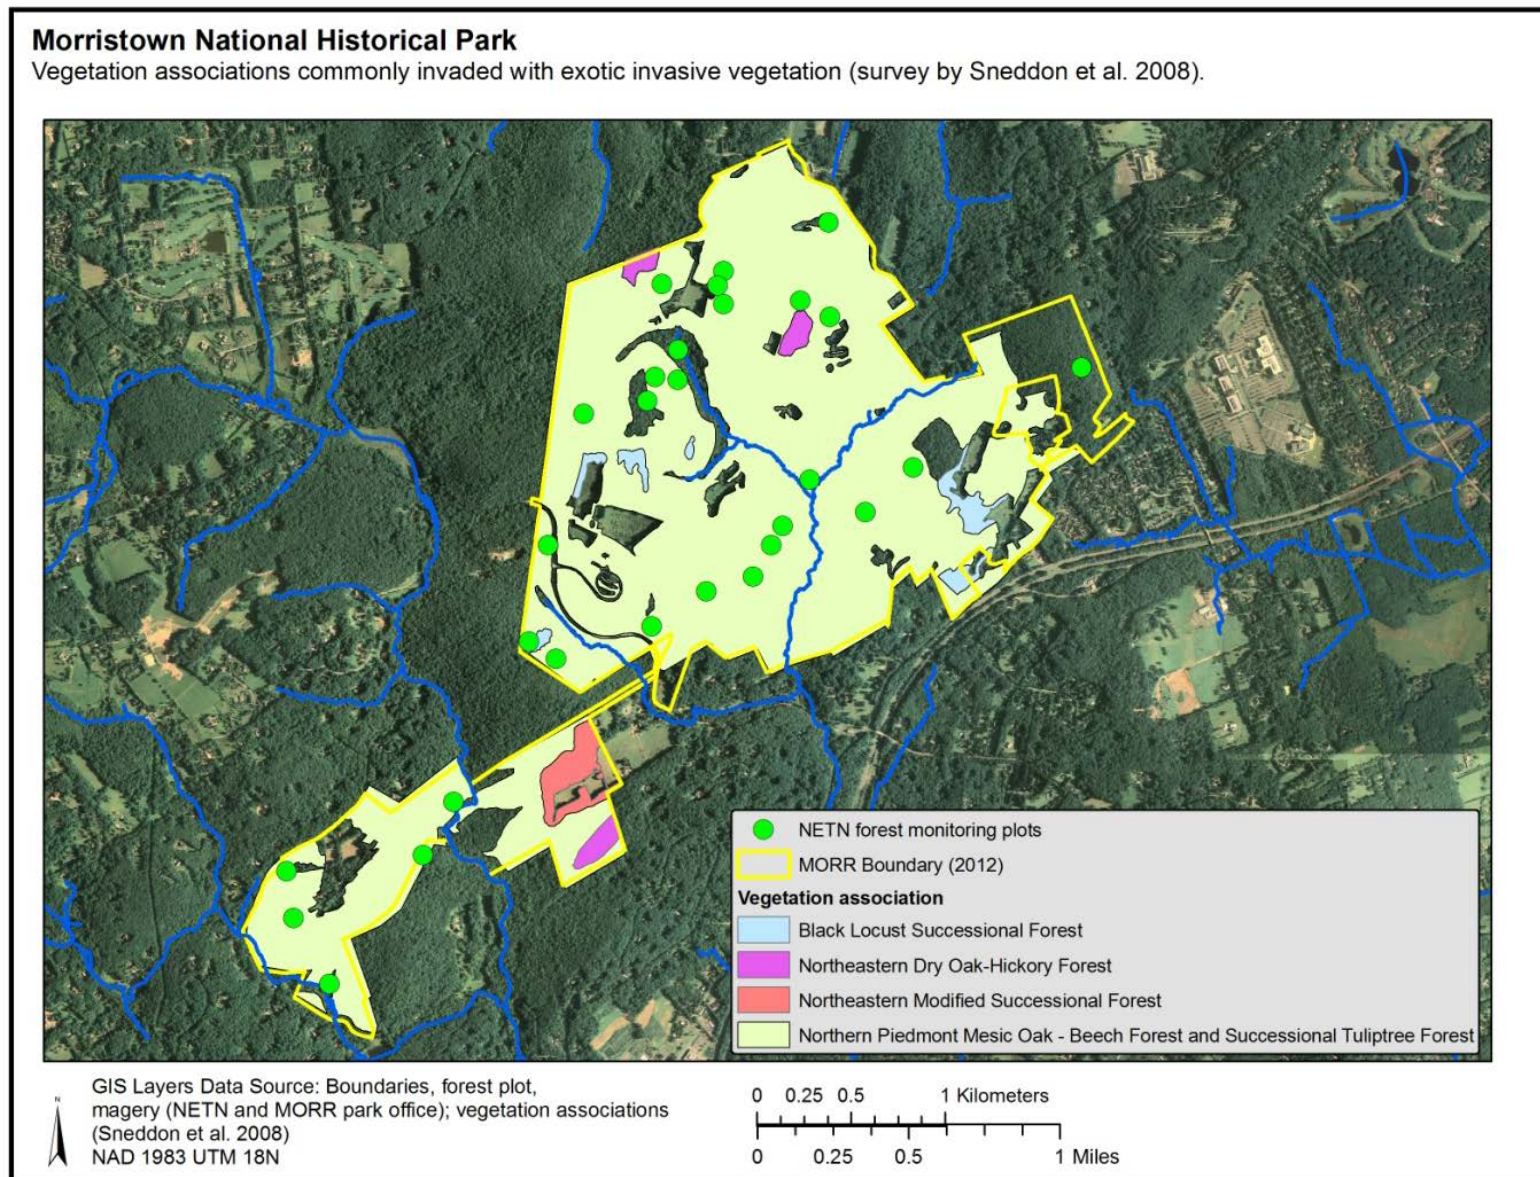 Morristown National Historical Park
Vegetation associations commonly invaded with exotic invasive vegetation (survey by Sneddon et al. 2008).
NETN forest monitoring plots
MORR Boundary (2012)
Vegetation association
Black Locust Successional Forest
Northeastern Dry Oak-Hickory Forest
Northeastern Modified Successional Forest
Northern Piedmont Mesic Oak - Beech Forest and Successional Tuliptree Forest
N
GIS Layers Data Source: Boundaries, forest plot,
magery (NETN and MORR park office); vegetation associations
(Sneddon et al. 2008)
NAD 1983 UTM 18N
0 0.25 0.5 1 Kilometers
0 0.25 0.5 1 Miles